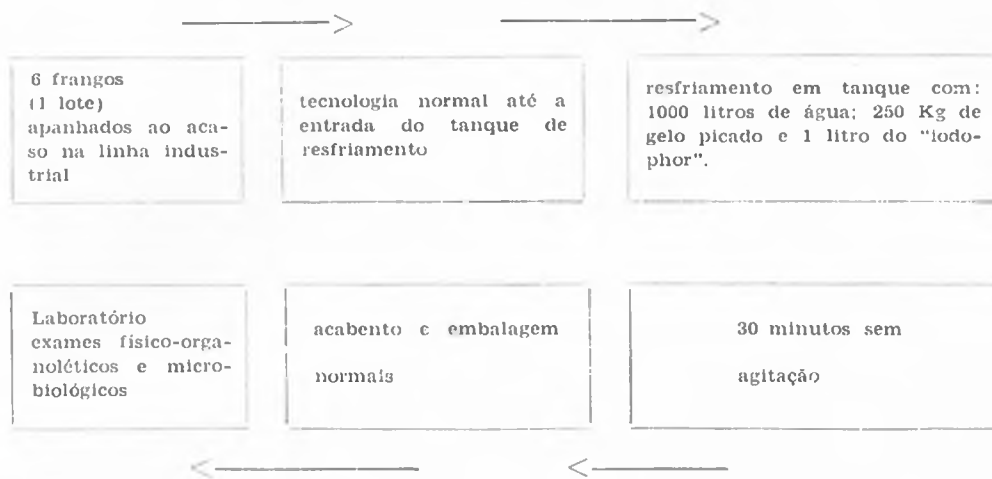 6 frangos
(1 lote)
apanhados ao aca-
so na linha indus-
trial
tecnologia normal até a
entrada do tanque de
resfriamento
resfriamento em tanque com:
1000 litros de água; 250 Kg de
gelo picado e 1 litro do "iodo-
phor".
Laboratório
exames físico-orga-
noléticos e micro-
biológicos
acabento e embalagem
normais
30 minutos sem
agitação